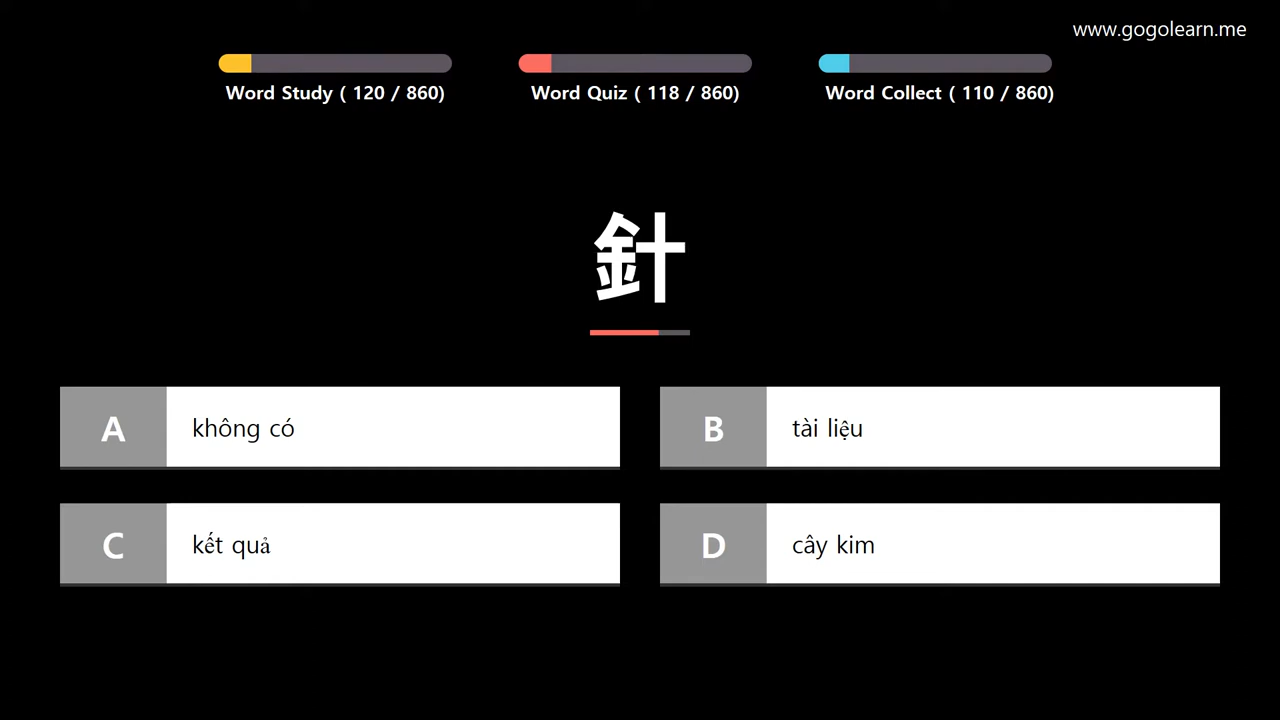 www.gogolearn.me
Word Study ( 120 / 860)
Word Quiz ( 118 / 860)
Word Collect ( 110 / 860)
針
A không có
B tài liệu
C kết quả
D cây kim